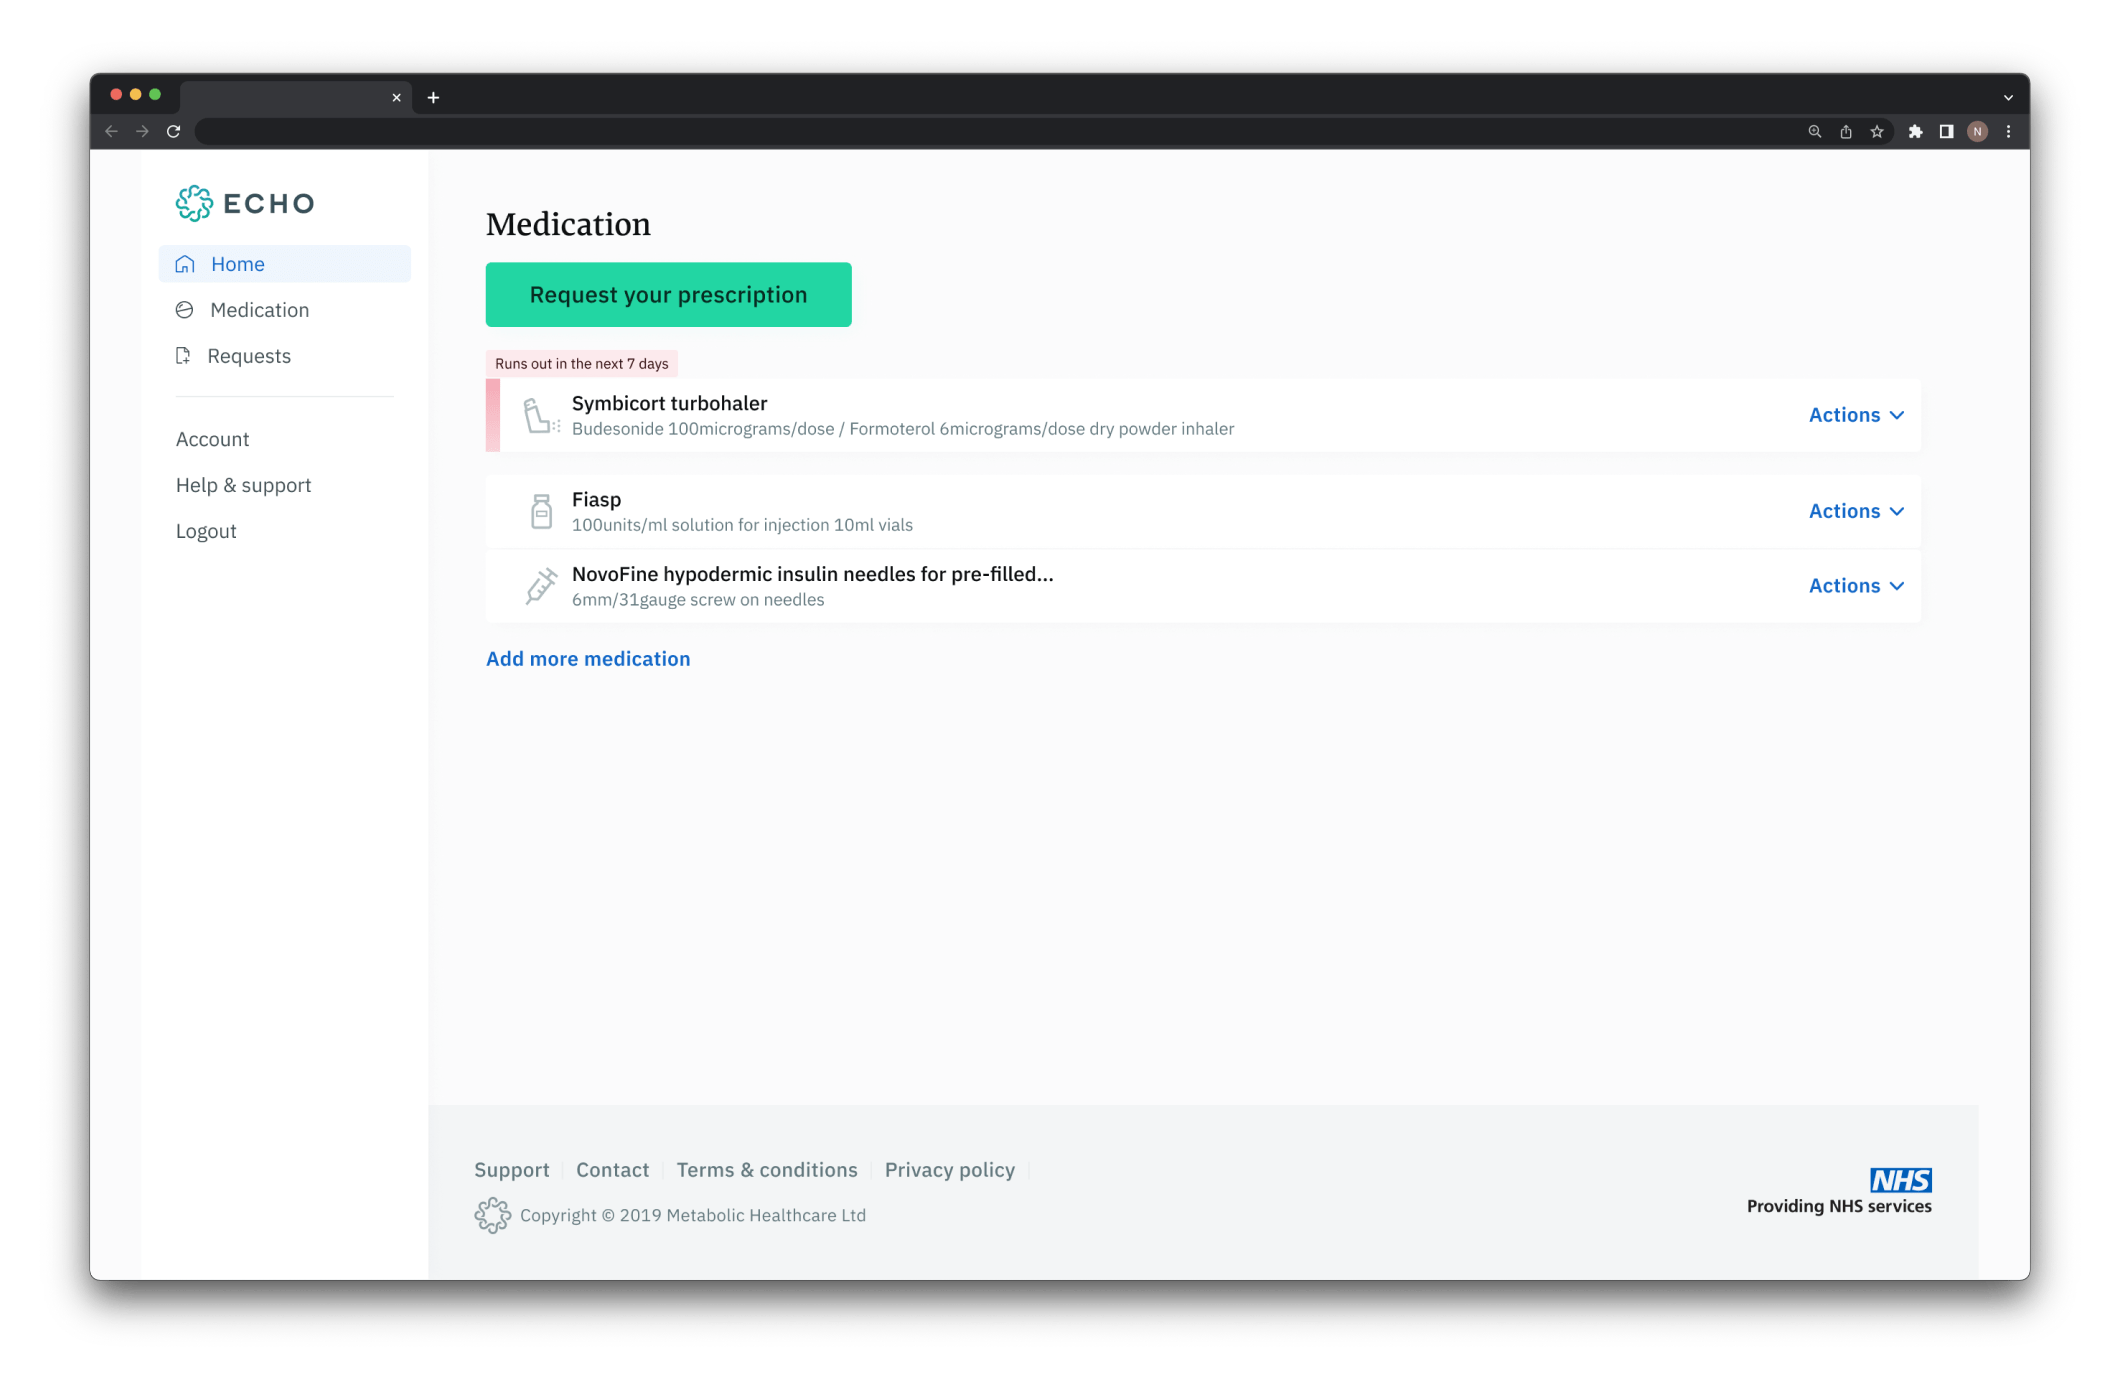 N
ECHO
Home
Medication
Requests
Account
Help & support
Logout
Medication
Request your prescription
Runs out in the next 7 days
Symbicort turbohaler
Budesonide 100micrograms/dose / Formoterol 6micrograms/dose dry powder inhaler
Actions
Fiasp
100units/ml solution for injection 10ml vials
Actions
NovoFine hypodermic insulin needles for pre-filled...
6mm/31gauge screw on needles
Actions
Add more medication
Support Contact Terms & conditions Privacy policy
Copyright © 2019 Metabolic Healthcare Ltd
NHS
Providing NHS services